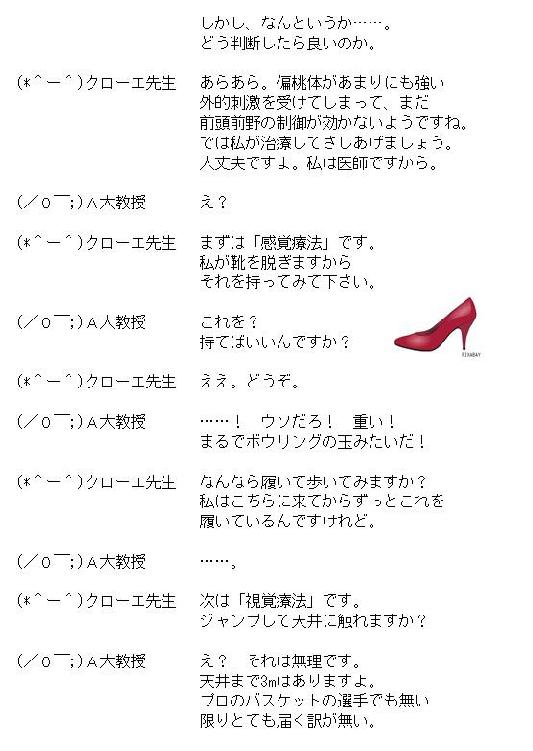 しかし、なんというか……。
どう判断したら良いのか。
(*＾ー＾)クローエ先生 あらあら。偏桃体があまりにも強い
外的刺激を受けてしまって、まだ
前頭前野の制御が効かないようですね。
では私が治療してさしあげましょう。
大丈夫ですよ。私は医師ですから。
(／０￣;)Ａ大教授 え？
(*＾ー＾)クローエ先生 まずは「感覚療法」です。
私が靴を脱ぎますから
それを持ってみて下さい。
(／０￣;)Ａ大教授 これを？
持てばいいんですか？
PIXABAY
(*＾ー＾)クローエ先生 ええ。どうぞ。
(／０￣;)Ａ大教授 ……！　ウソだろ！　重い！
まるでボウリングの玉みたいだ！
(*＾ー＾)クローエ先生 なんなら履いて歩いてみますか？
私はこちらに来てからずっとこれを
履いているんですけれど。
(／０￣;)Ａ大教授 ……。
(*＾ー＾)クローエ先生 次は「視覚療法」です。
ジャンプして天井に触れますか？
(／０￣;)Ａ大教授 え？　それは無理です。
天井まで3mはありますよ。
プロのバスケットの選手でも無い
限りとても届く訳が無い。